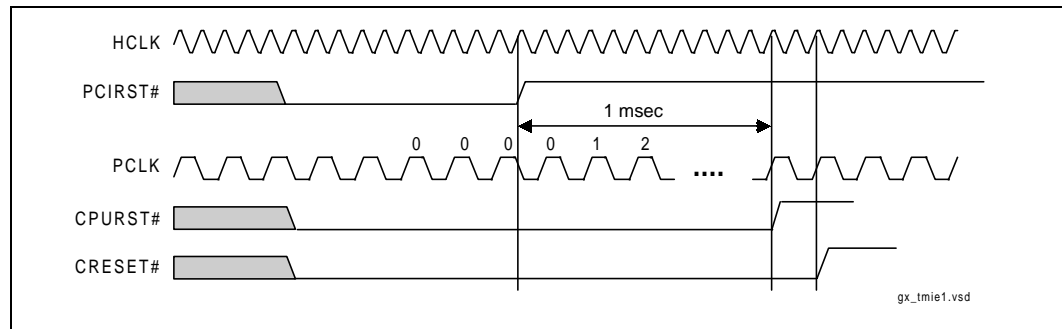 HCLK
PCIRST#
1 msec
0 0 0 0 1 2
PCLK
....
CPURST#
CRESET#
gx_tmie1.vsd